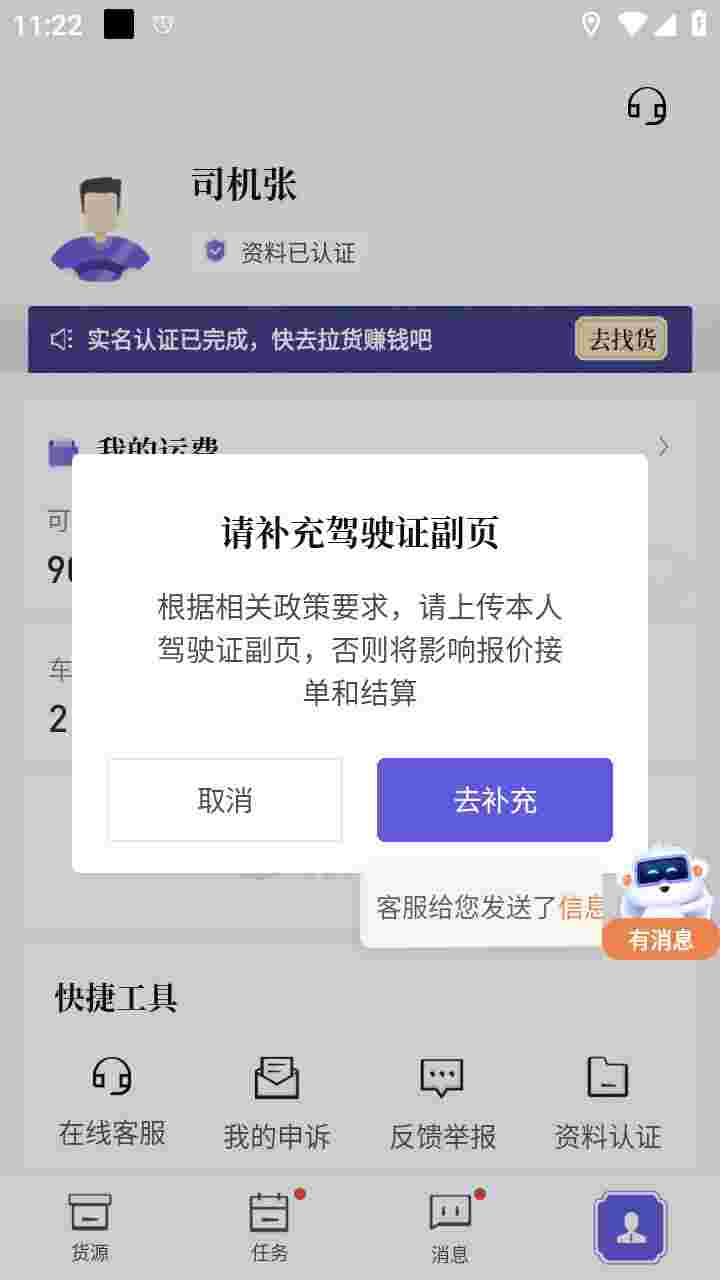 11:22
司机张
资料已认证
实名认证已完成，快去拉货赚钱吧
去找货
我的运费
可
90
请补充驾驶证副页
根据相关政策要求，请上传本人
驾驶证副页，否则将影响报价接
单和结算
车
2
取消
去补充
客服给您发送了信息
有消息
快捷工具
在线客服
我的申诉
反馈举报
资料认证
货源
任务
消息